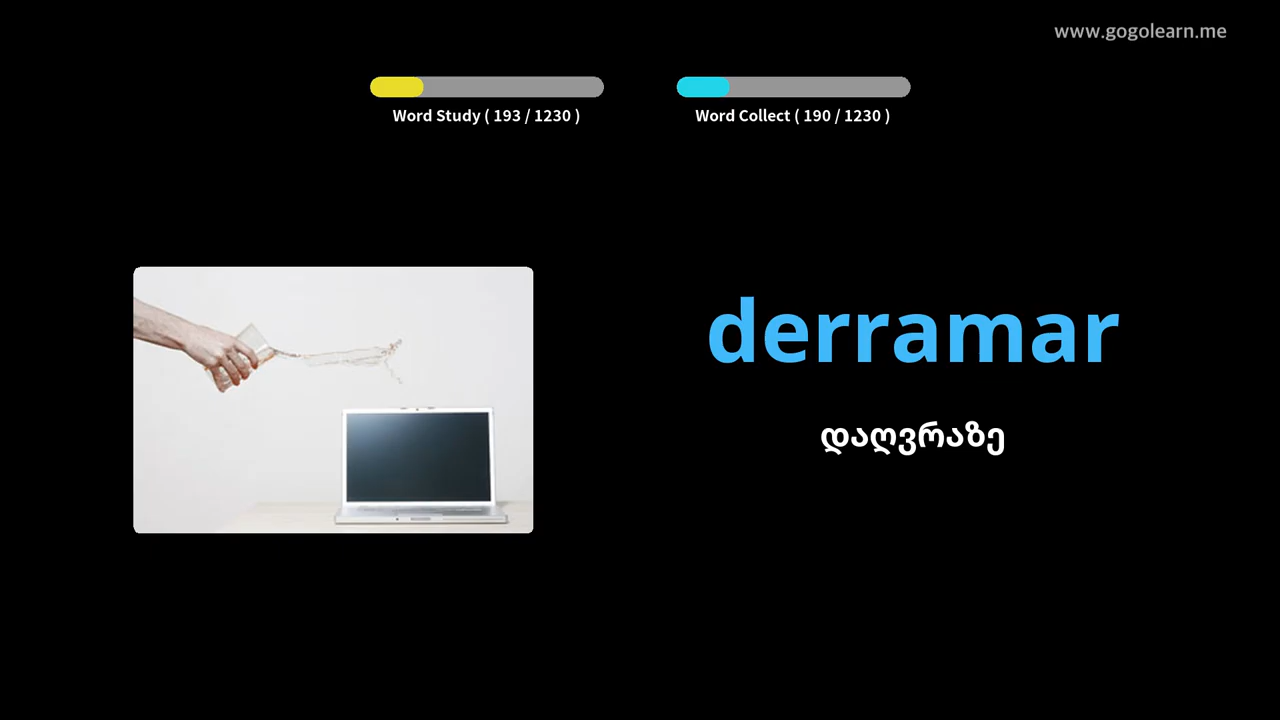 www.gogolearn.me
Word Study ( 193 / 1230 )
Word Collect ( 190 / 1230 )
derramar
დაღვრაზე